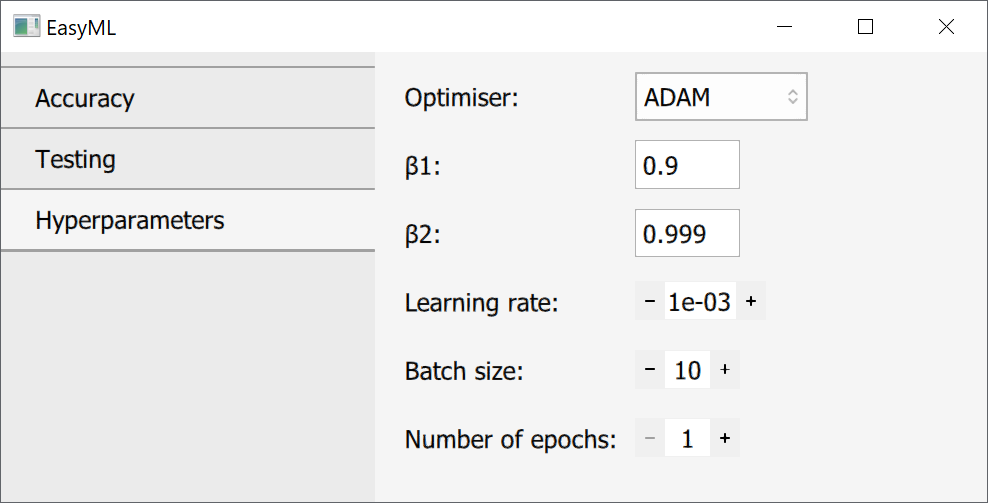 EasyML
Accuracy
Testing
Hyperparameters
Optimiser: ADAM
β1: 0.9
β2: 0.999
Learning rate: - 1e-03 +
Batch size: - 10 +
Number of epochs: - 1 +